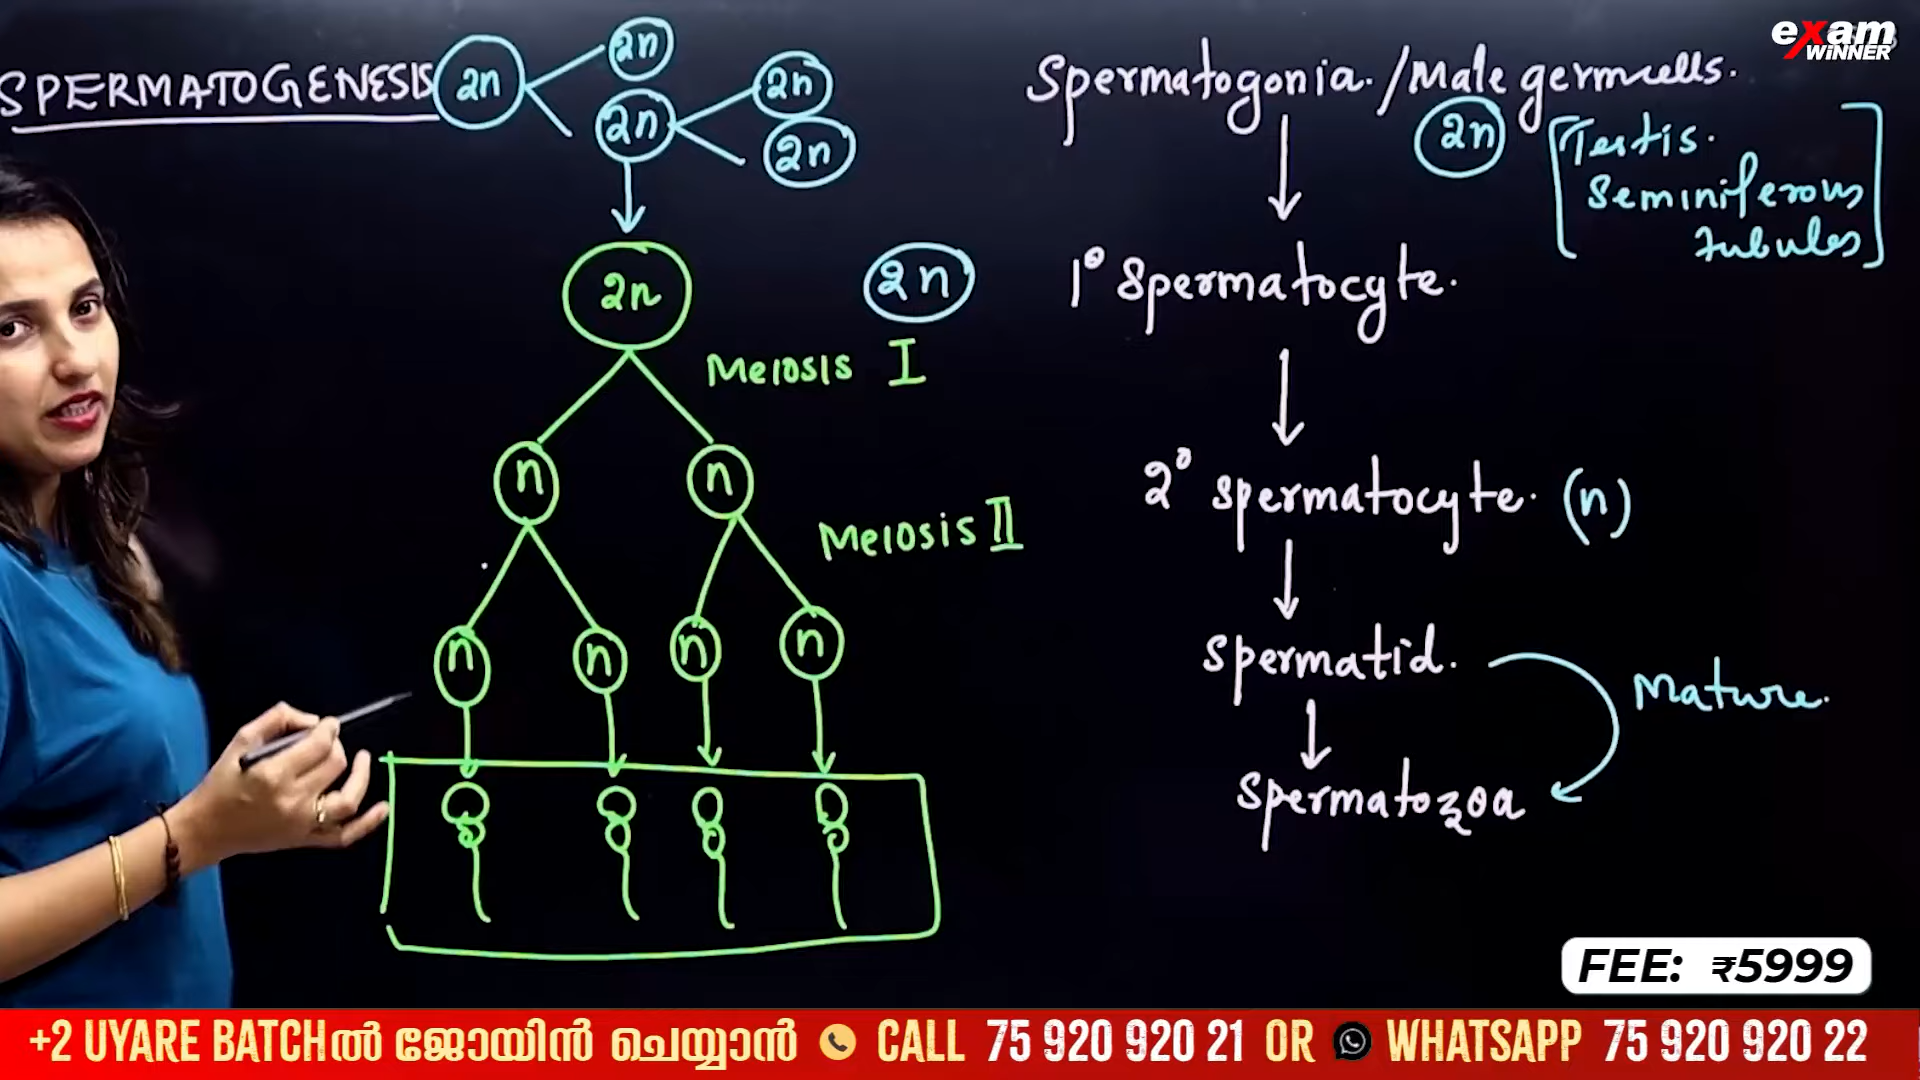 exam
WINNER
SPERMATOGENESIS
2n
2n
2n
2n
2n
Spermatogonia. / Male germcells.
2n
[Testis.
Seminiferous
tubules]
2n
2n
1° Spermatocyte.
Meiosis I
n
n
2° spermatocyte. (n)
Meiosis II
n
n
n
n
Spermatid.
Mature.
Spermatozoa
FEE: ₹5999
+2 UYARE BATCHൽ ജോയിൻ ചെയ്യാൻ CALL 75 920 920 21 OR WHATSAPP 75 920 920 22